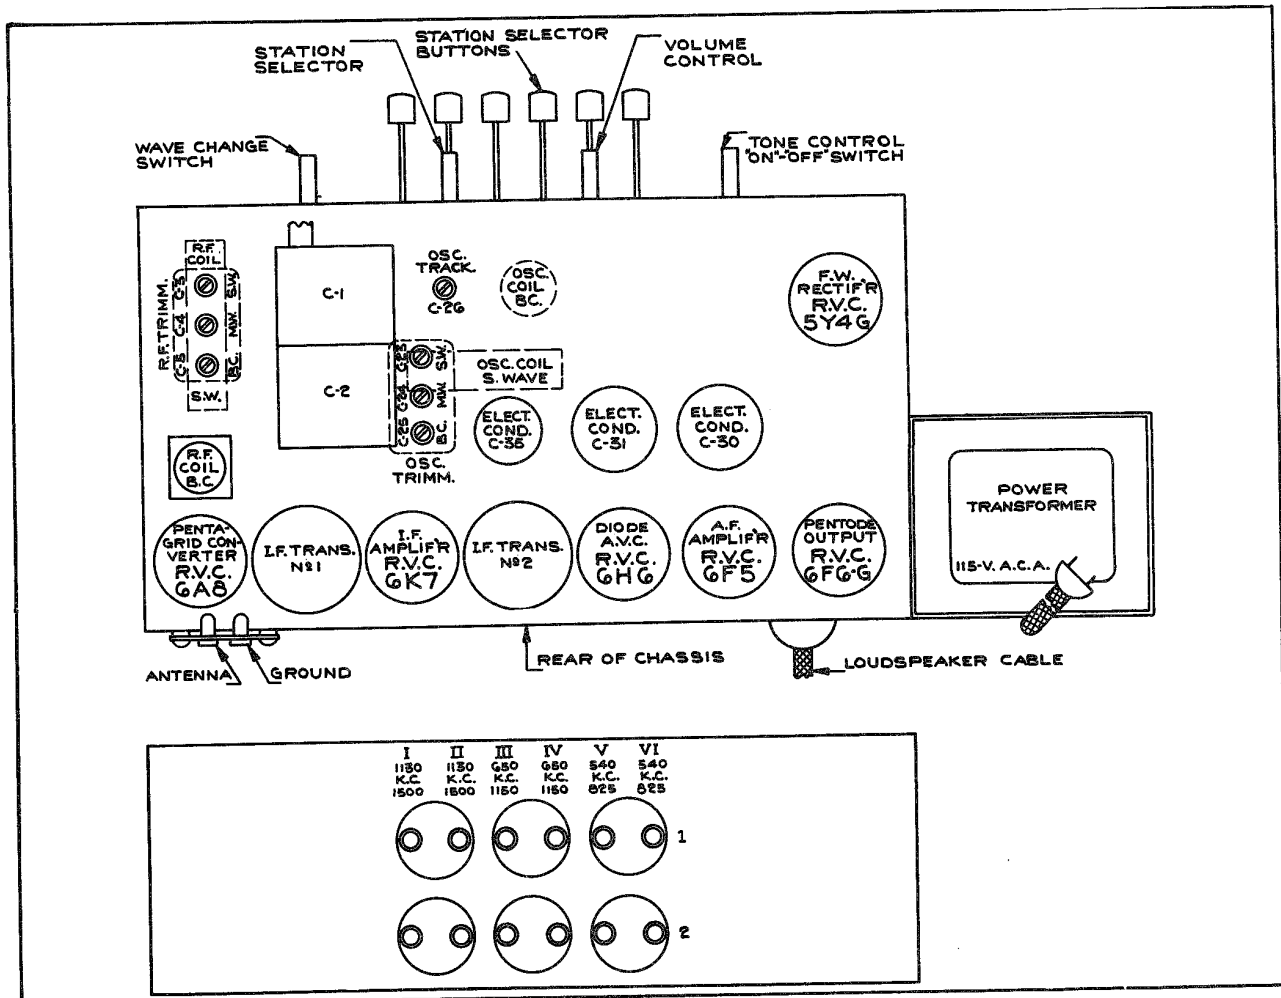 STATION
SELECTOR
STATION SELECTOR
BUTTONS
VOLUME
CONTROL
WAVE CHANGE
SWITCH
TONE CONTROL
"ON"-"OFF" SWITCH
R.F.
COIL
R.F. TRIMM.
C-3
S.W.
C-4
M.W.
C-5
B.C.
S.W.
C-1
C-2
OSC.
TRACK.
C-26
OSC.
COIL
B.C.
F.W.
RECTIF'R
R.V.C.
5Y4G
C-23
S.W.
C-24
M.W.
C-25
B.C.
OSC.
TRIMM.
OSC. COIL
S. WAVE
ELECT.
COND.
C-35
ELECT.
COND.
C-31
ELECT.
COND.
C-30
R.F.
COIL
B.C.
PENTA-
GRID CON-
VERTER
R.V.C.
6A8
I.F. TRANS.
Nº1
I.F.
AMPLIF'R
R.V.C.
6K7
I.F. TRANS.
Nº2
DIODE
A.V.C.
R.V.C.
6H6
A.F.
AMPLIF'R
R.V.C.
6F5
PENTODE
OUTPUT
R.V.C.
6F6-G
POWER
TRANSFORMER
115-V. A.C.A.
ANTENNA
GROUND
REAR OF CHASSIS
LOUDSPEAKER CABLE
I II III IV V VI
1130 1130 650 650 540 540
K.C. K.C. K.C. K.C. K.C. K.C.
1500 1500 1150 1150 825 825
1
2